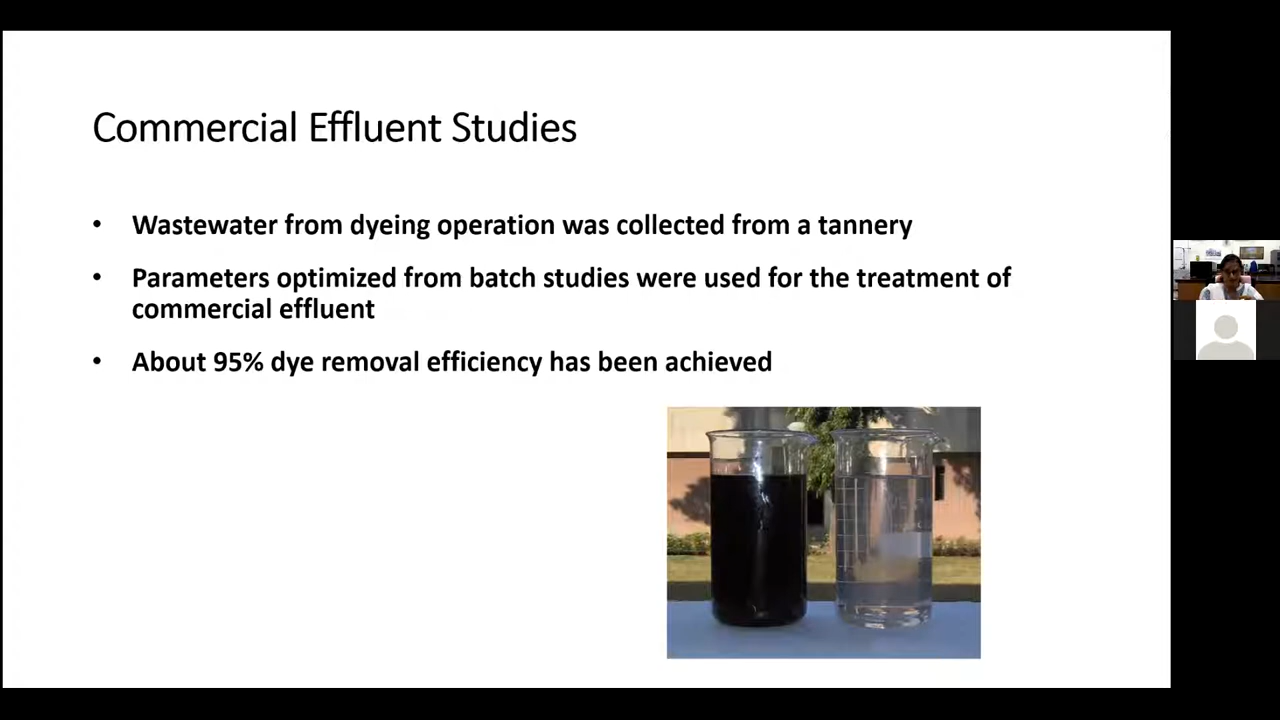 Commercial Effluent Studies
• Wastewater from dyeing operation was collected from a tannery
• Parameters optimized from batch studies were used for the treatment of
commercial effluent
• About 95% dye removal efficiency has been achieved